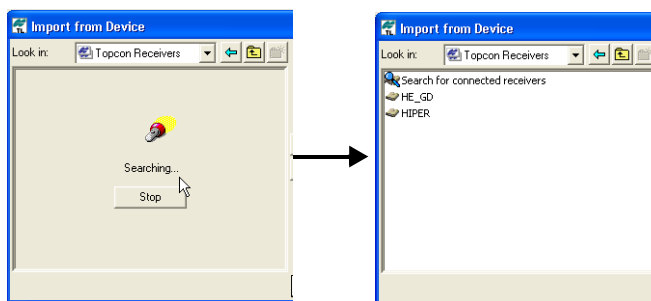 Import from Device
Look in: Topcon Receivers
Searching...
Stop
Import from Device
Look in: Topcon Receivers
Search for connected receivers
HE_GD
HIPER